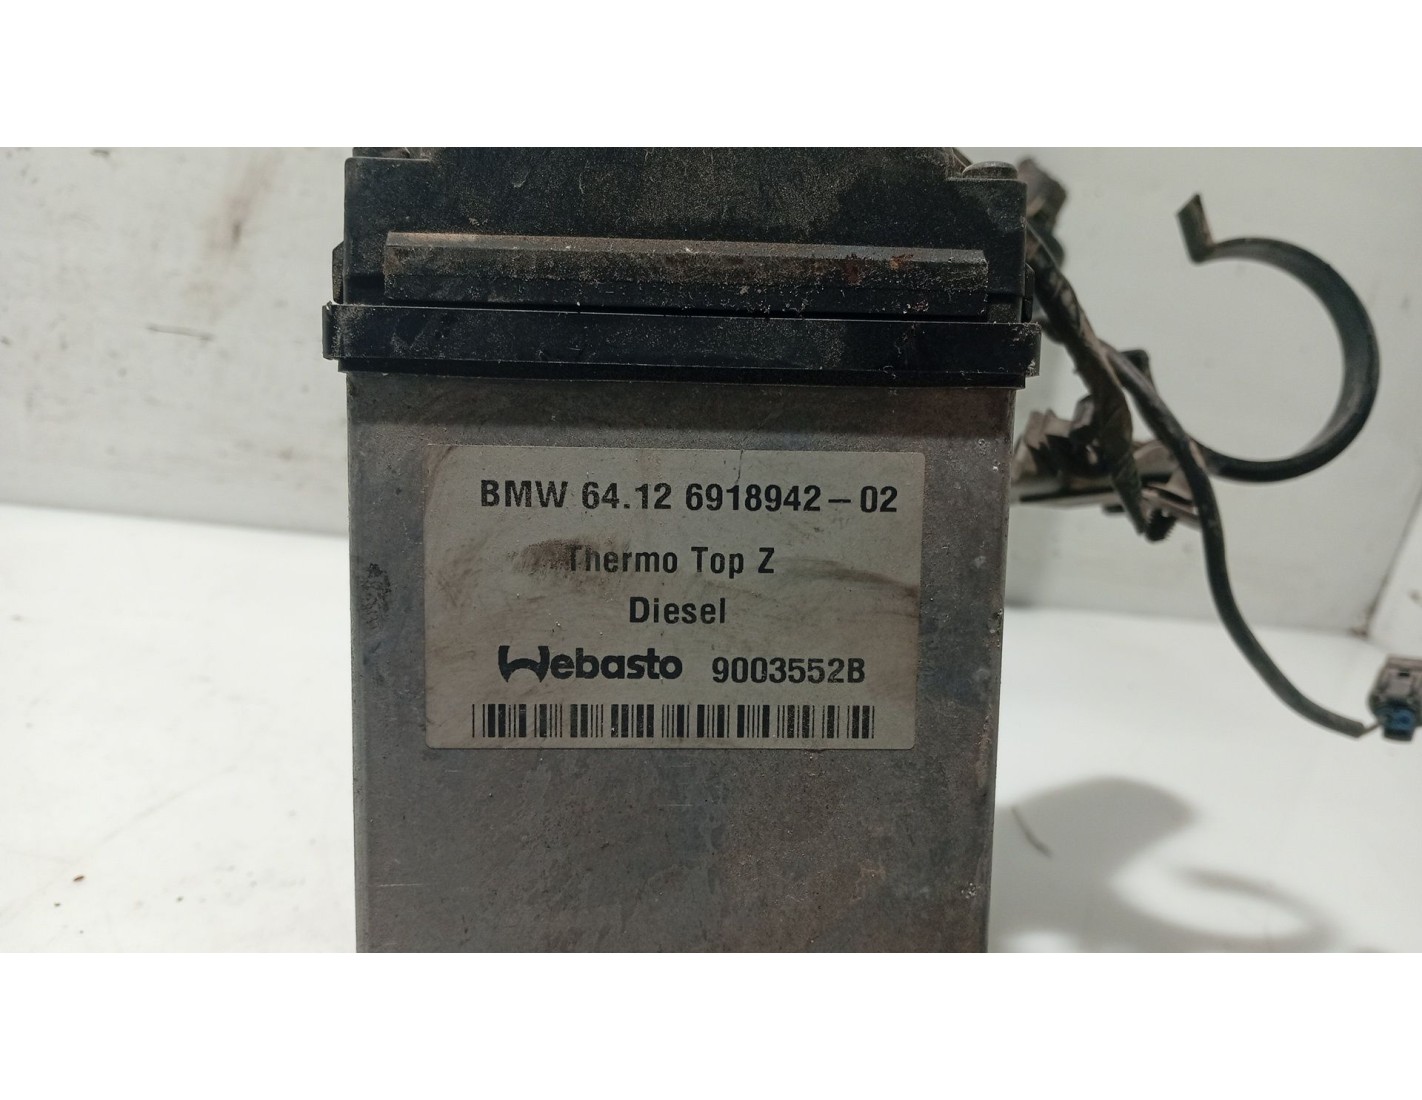 BMW 64.12 6918942-02
Thermo Top Z
Diesel
Webasto 9003552B